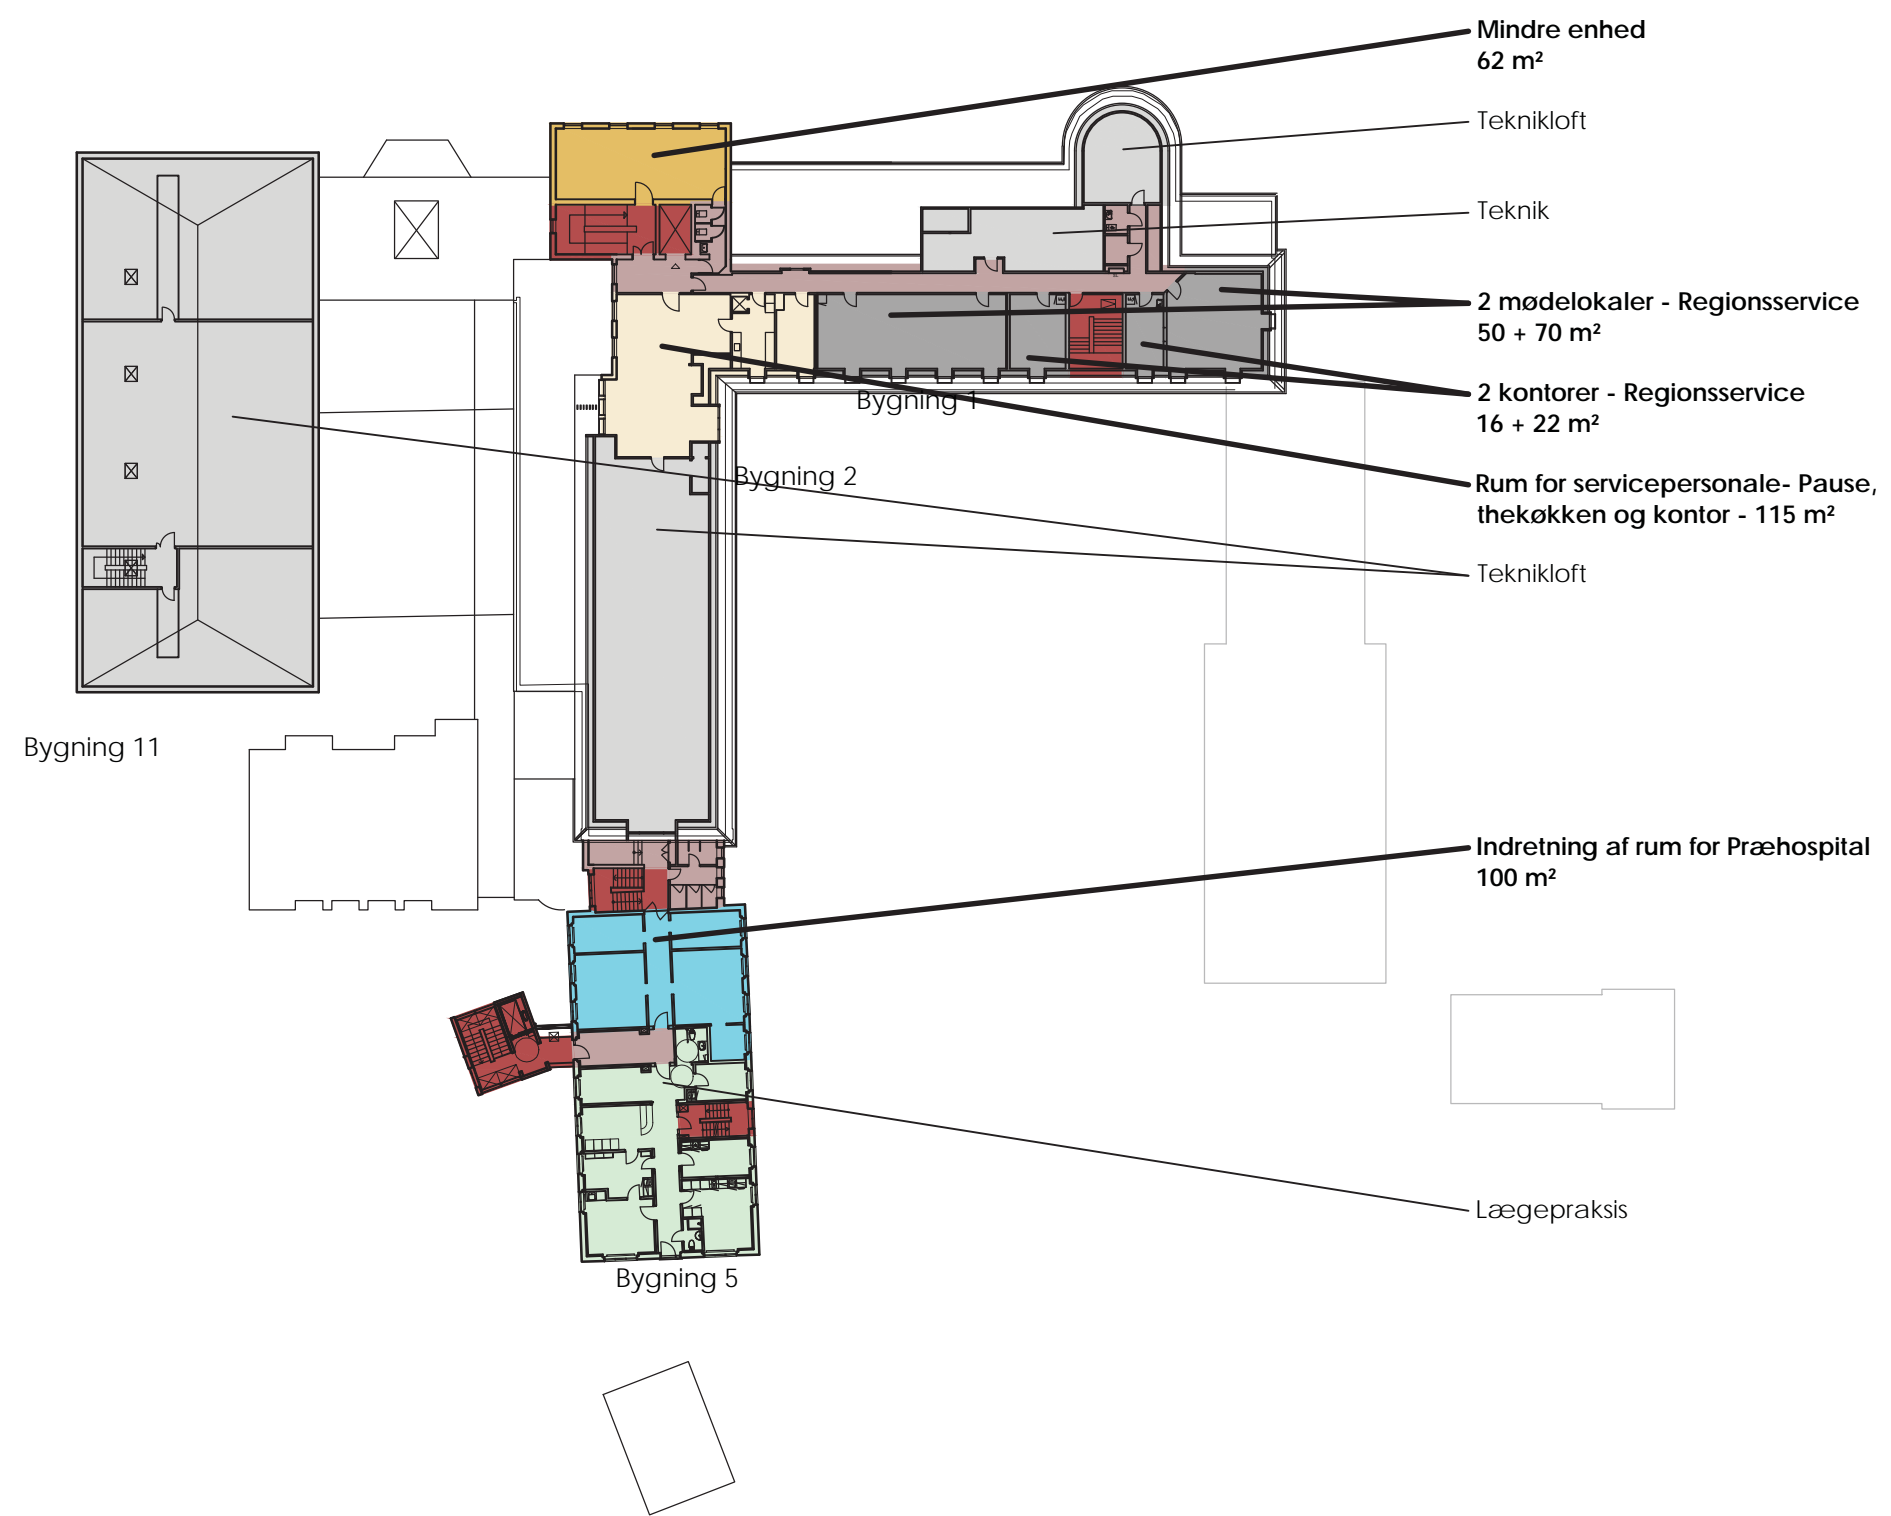 Mindre enhed
62 m²
Teknikloft
Teknik
2 mødelokaler - Regionsservice
50 + 70 m²
2 kontorer - Regionsservice
16 + 22 m²
Bygning 1
Bygning 2
Rum for servicepersonale- Pause,
thekøkken og kontor - 115 m²
Teknikloft
Bygning 11
Indretning af rum for Præhospital
100 m²
Lægepraksis
Bygning 5